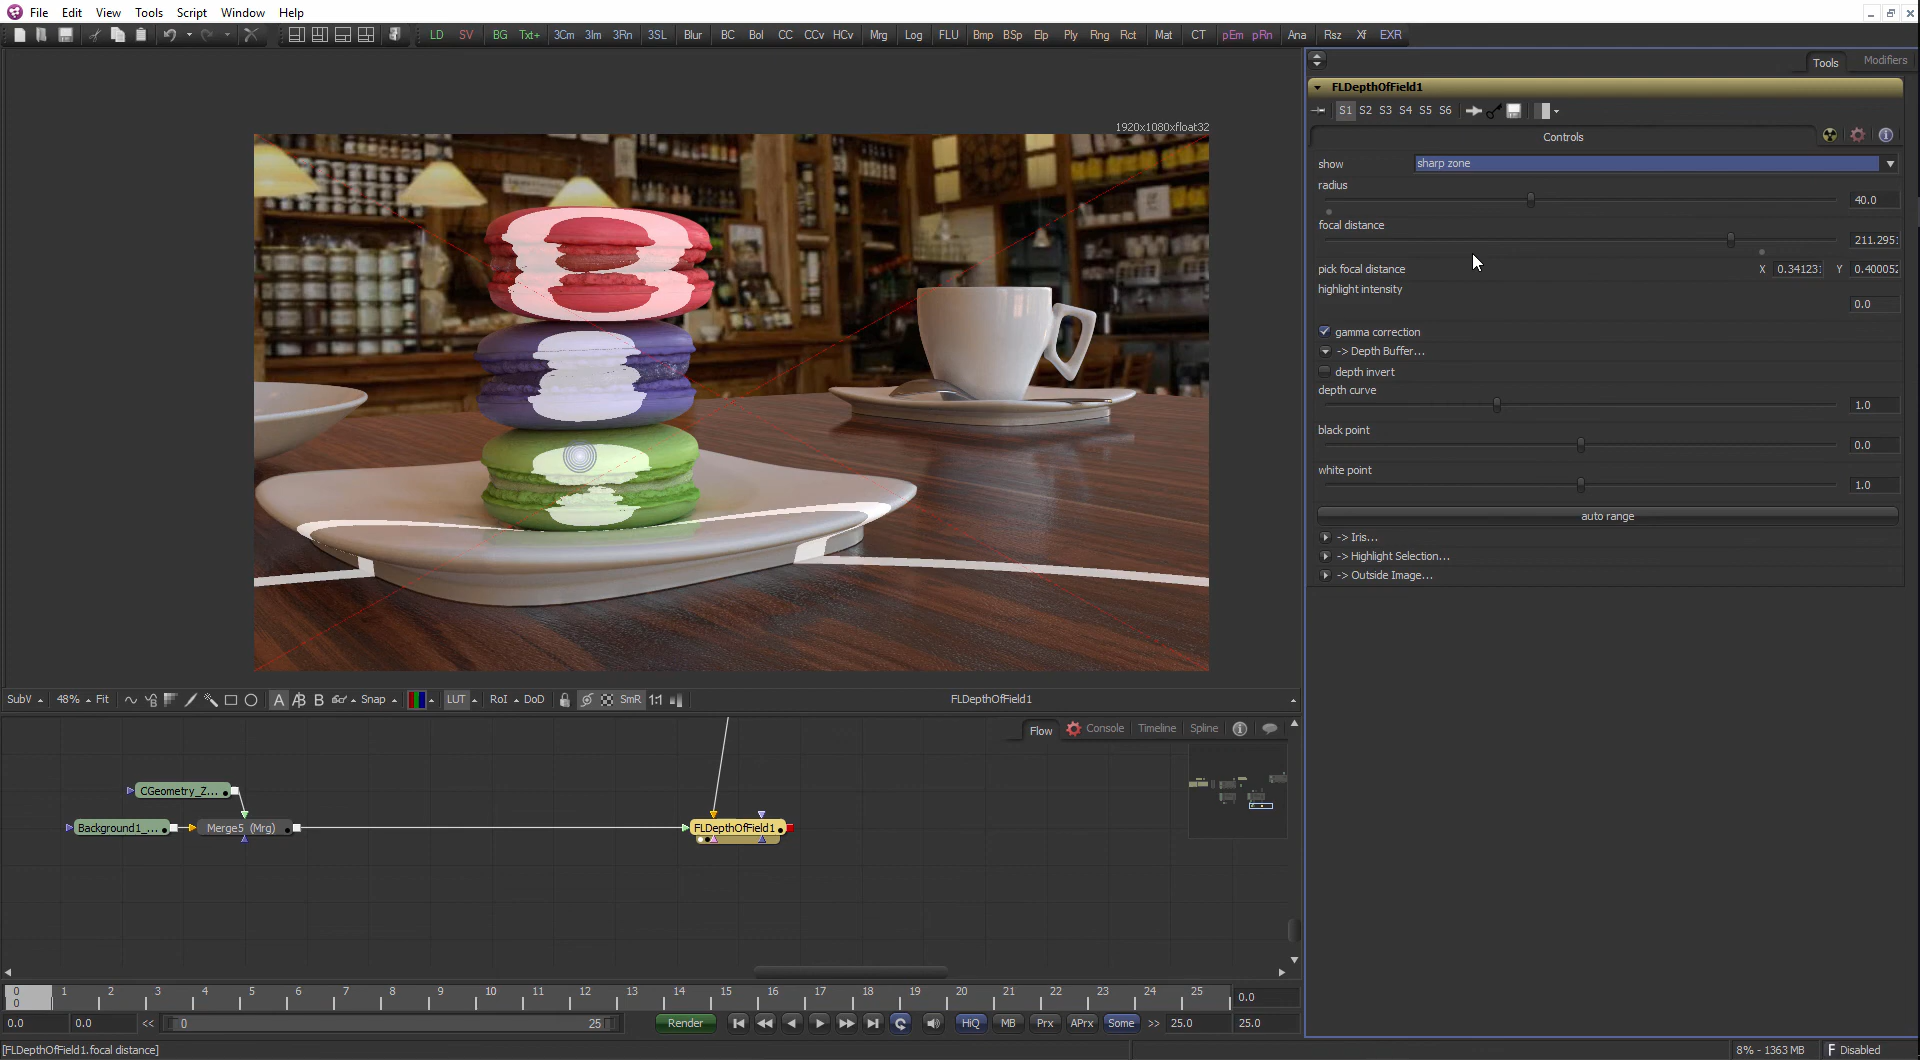 File Edit View Tools Script Window Help
LD SV BG Txt+ 3Cm 3Im 3Rn 3SL Blur BC Bol CC CCv HCv Mrg Log FLU Bmp BSp Elp Ply Rng Rct Mat CT pEm pRn Ana Rsz Xf EXR
Tools Modifiers
FLDepthOfField1
S1 S2 S3 S4 S5 S6
Controls
1920x1080xfloat32
show sharp zone
radius
40.0
focal distance
211.295
pick focal distance X 0.34123 Y 0.400052
highlight intensity
0.0
gamma correction
-> Depth Buffer...
depth invert
depth curve
1.0
black point
0.0
white point
1.0
auto range
-> Iris...
-> Highlight Selection...
-> Outside Image...
SubV 48% Fit A B B Snap LUT RoI DoD SmR 1:1 FLDepthOfField1
Flow Console Timeline Spline
CGeometry_Z...
Background1_... Merge5 (Mrg) FLDepthOfField1
0 1 2 3 4 5 6 7 8 9 10 11 12 13 14 15 16 17 18 19 20 21 22 23 24 25 0.0
0
0.0 0.0 << 0 25 Render HiQ MB Prx APrx Some >> 25.0 25.0
[FLDepthOfField1.focal distance] 8% - 1363 MB F Disabled